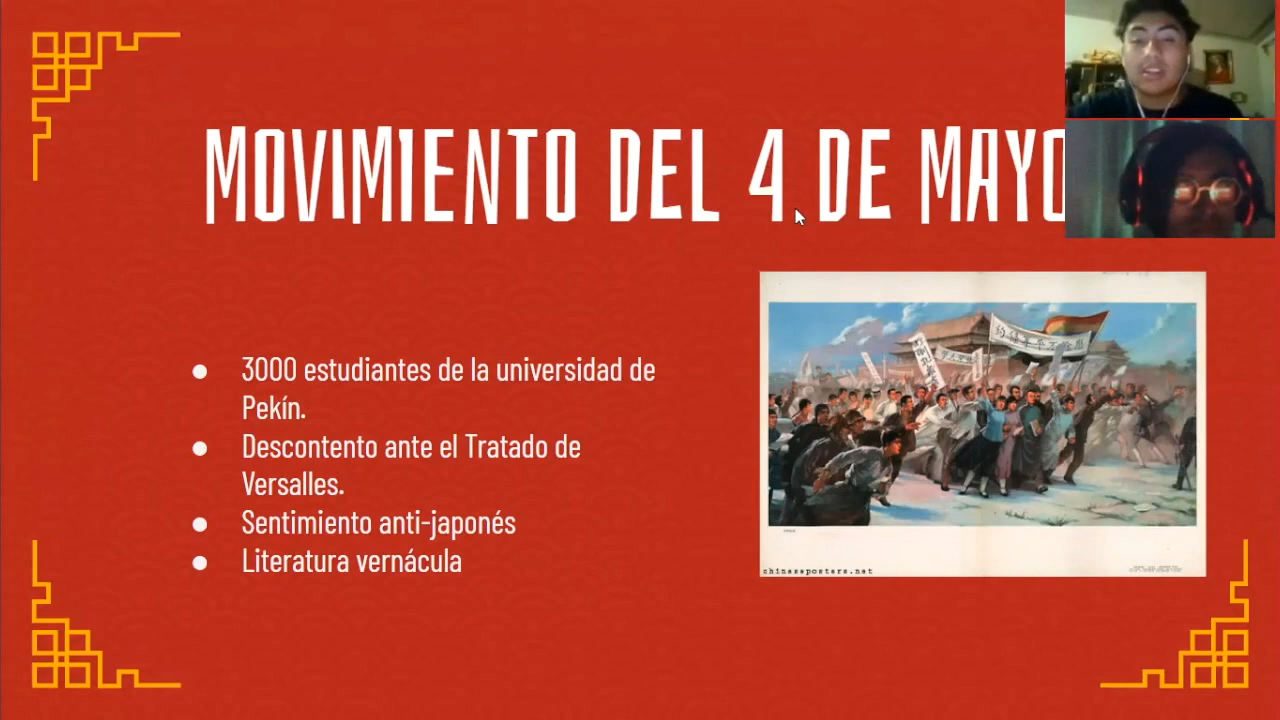 MOVIMIENTO DEL 4 DE MAYO
● 3000 estudiantes de la universidad de
Pekín.
● Descontento ante el Tratado de
Versalles.
● Sentimiento anti-japonés
● Literatura vernácula
chineseposters.net